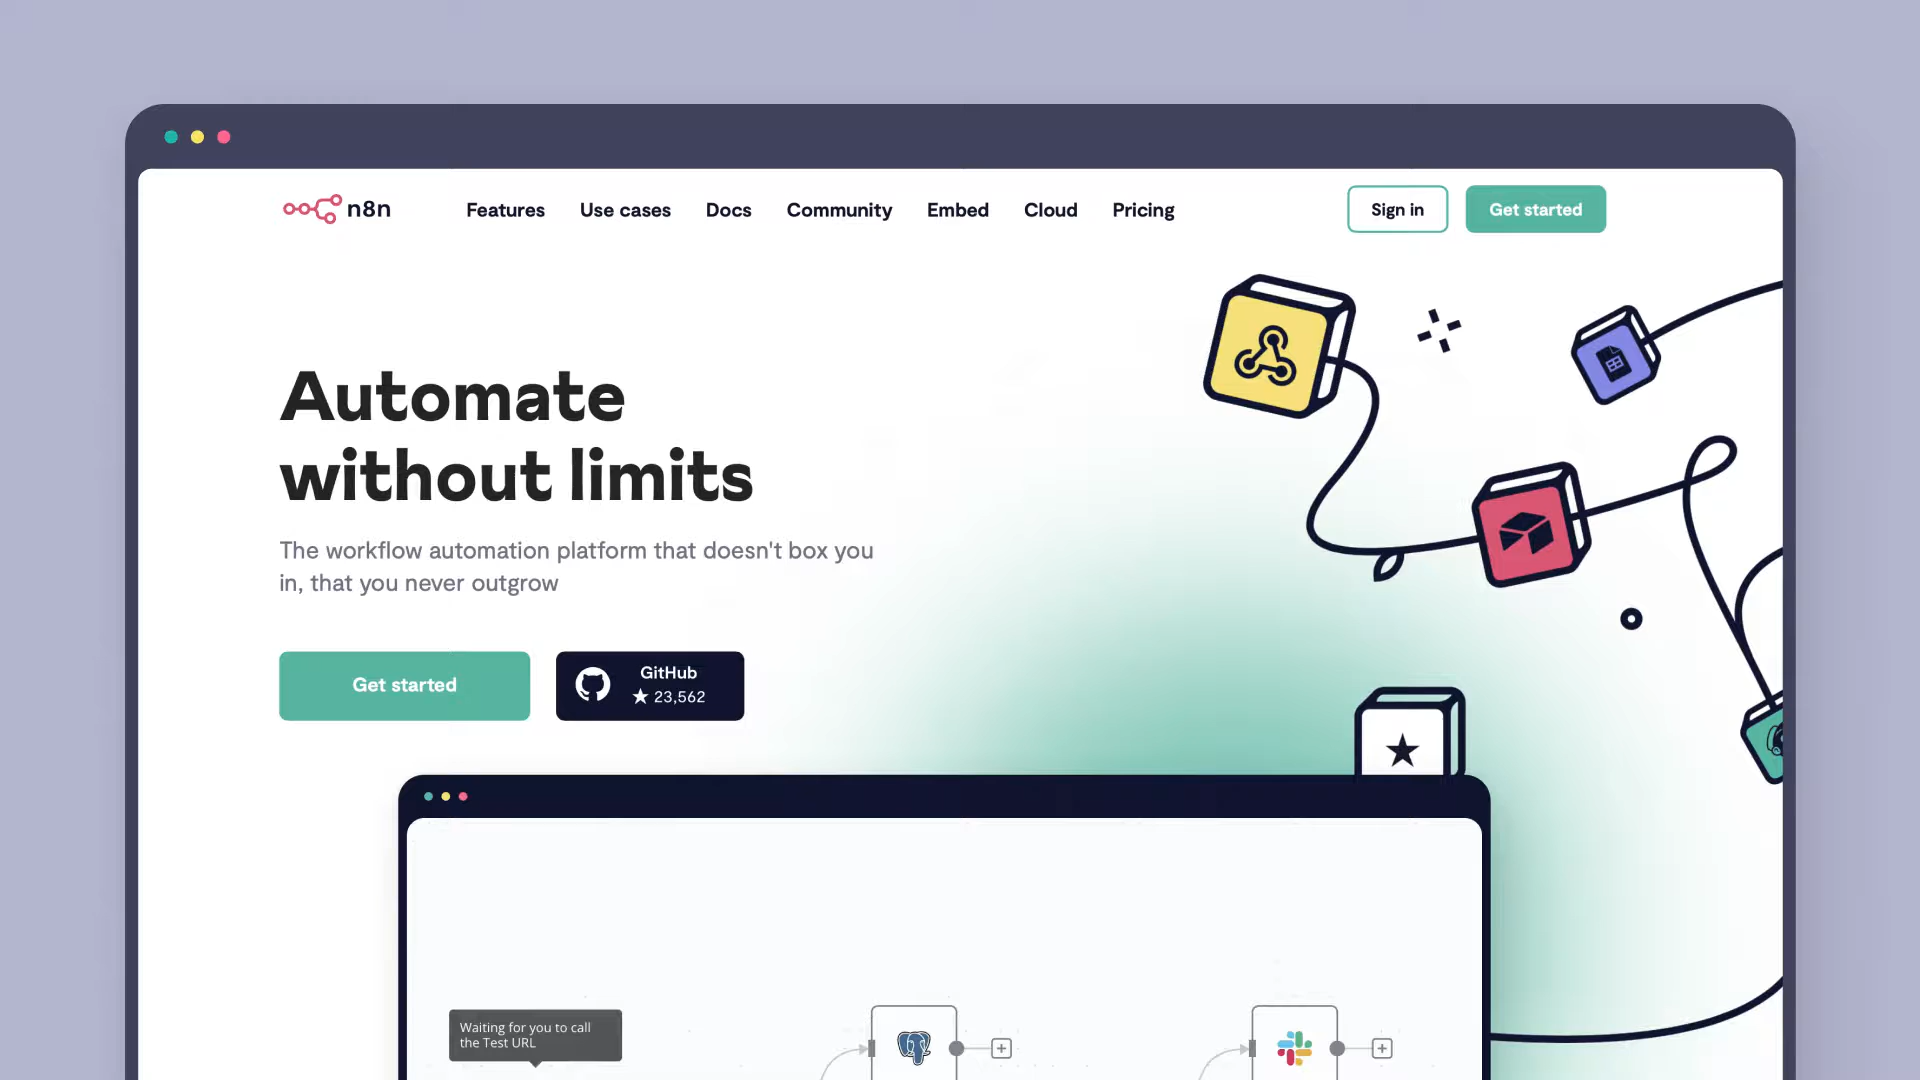 n8n
Features
Use cases
Docs
Community
Embed
Cloud
Pricing
Sign in
Get started
Automate
without limits
The workflow automation platform that doesn't box you
in, that you never outgrow
Get started
GitHub
★ 23,562
Waiting for you to call
the Test URL